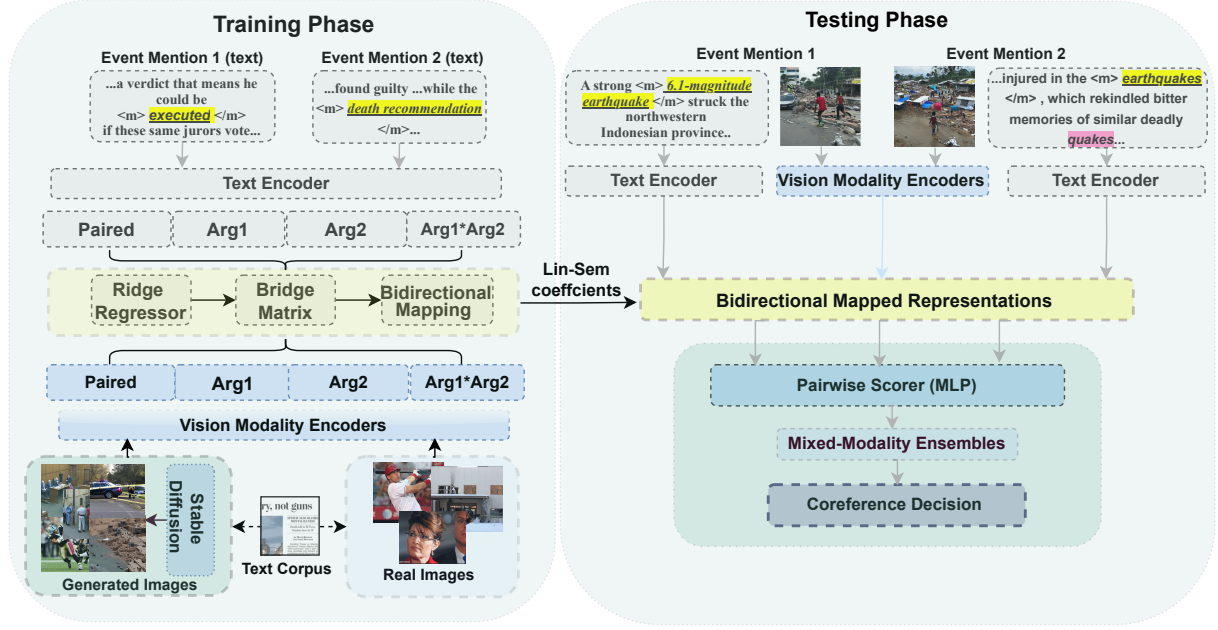 Training Phase
Event Mention 1 (text)
Event Mention 2 (text)
...a verdict that means he
could be
<m> executed </m>
if these same jurors vote...
...found guilty ...while the
<m> death recommendation
</m>...
Text Encoder
Paired
Arg1
Arg2
Arg1*Arg2
Ridge
Regressor
Bridge
Matrix
Bidirectional
Mapping
Paired
Arg1
Arg2
Arg1*Arg2
Vision Modality Encoders
Stable
Diffusion
Generated Images
ry, not guns
Text Corpus
Real Images
Lin-Sem
coeffcients
Testing Phase
Event Mention 1
Event Mention 2
A strong <m> 6.1-magnitude
earthquake </m> struck the
northwestern
Indonesian province..
...injured in the <m> earthquakes
</m> , which rekindled bitter
memories of similar deadly
quakes...
Text Encoder
Vision Modality Encoders
Text Encoder
Bidirectional Mapped Representations
Pairwise Scorer (MLP)
Mixed-Modality Ensembles
Coreference Decision